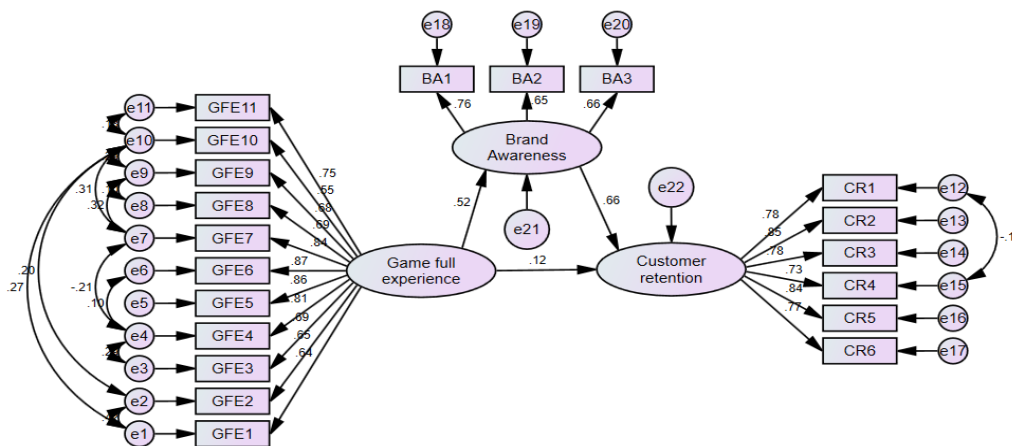 e18
e19
e20
BA1
BA2
BA3
.76
.65
.66
Brand
Awareness
e11
GFE11
e10
GFE10
e9
GFE9
e8
GFE8
e7
GFE7
e6
GFE6
e5
GFE5
e4
GFE4
e3
GFE3
e2
GFE2
e1
GFE1
.31
.32
.20
.27
-.21
.10
.75
.55
.68
.69
.84
.87
.86
.81
.69
.65
.64
Game full
experience
.52
e21
.66
e22
.12
Customer
retention
.78
.85
.78
.73
.84
.77
CR1
e12
CR2
e13
CR3
e14
CR4
e15
CR5
e16
CR6
e17
-.1